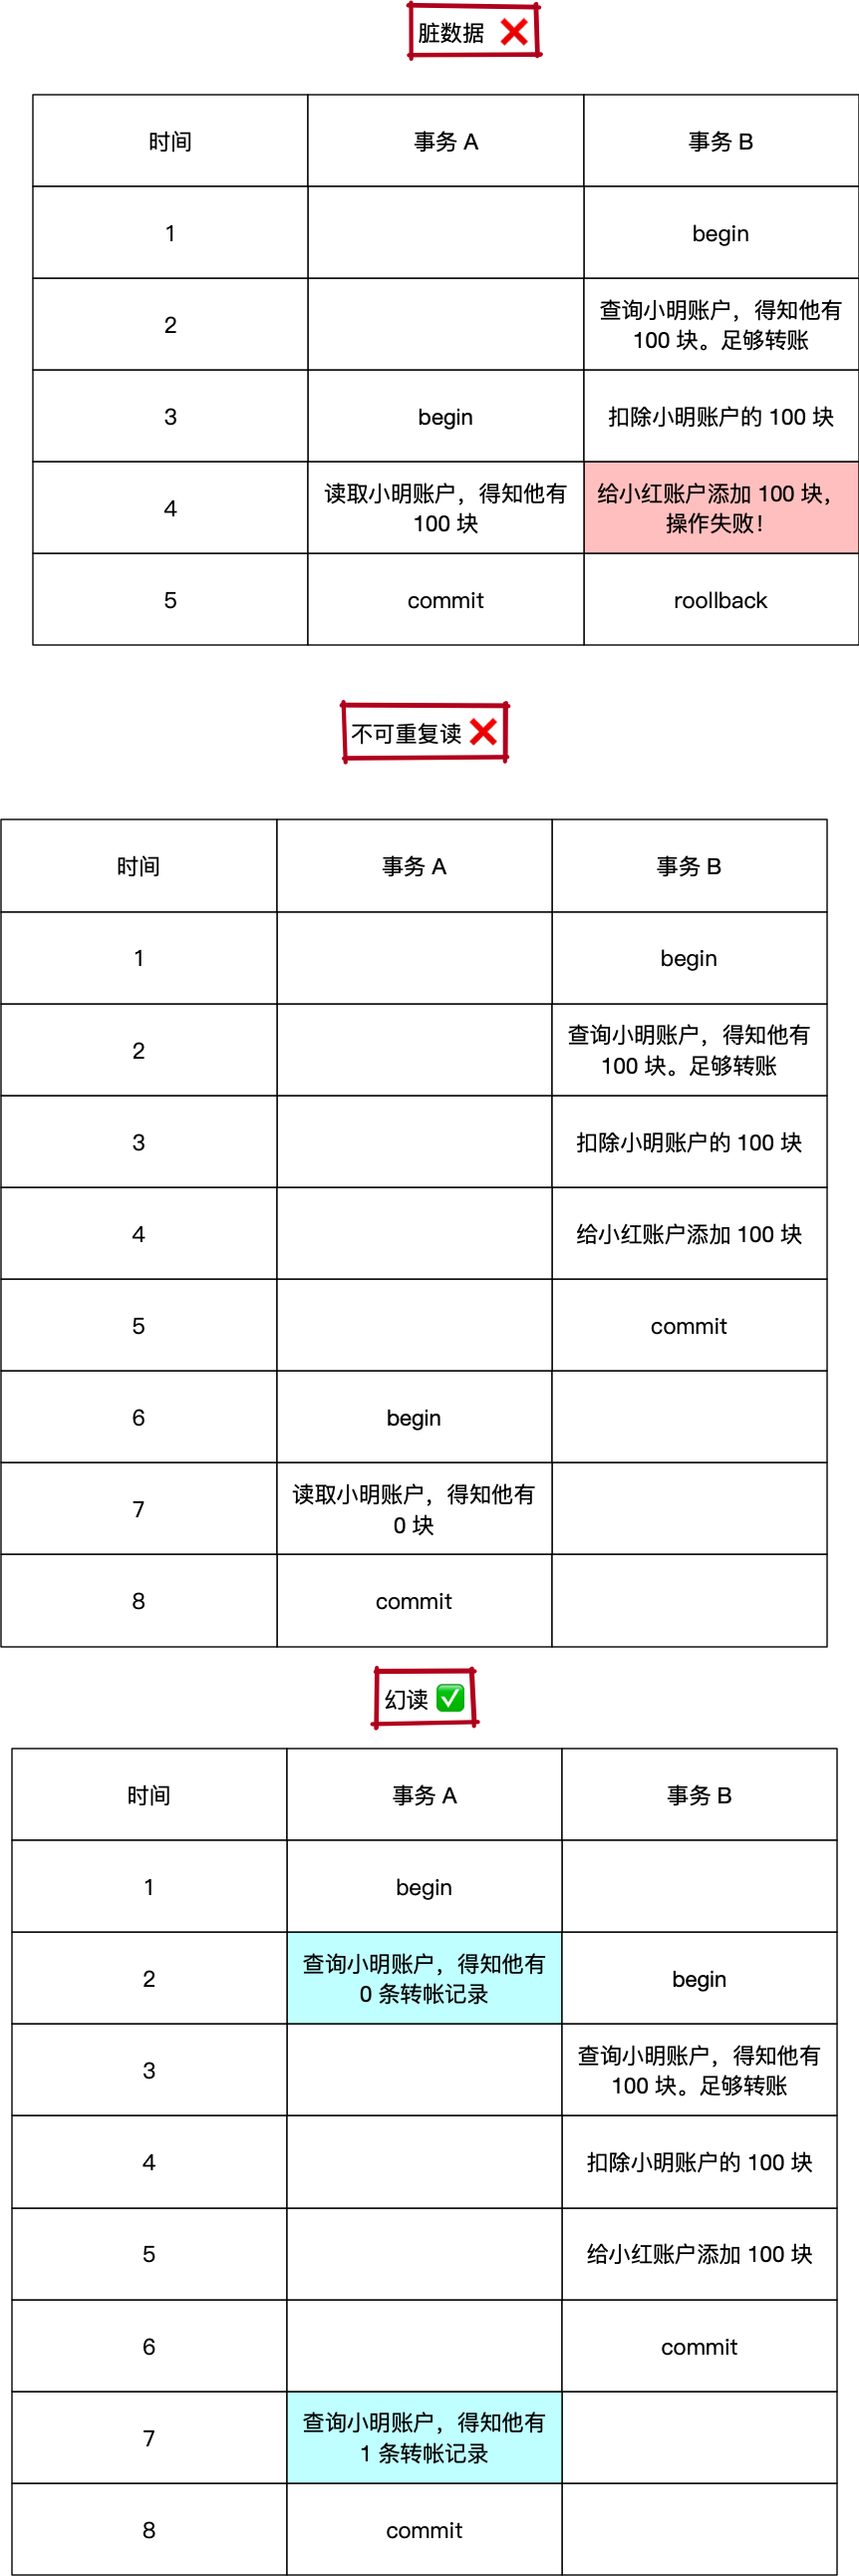 脏数据 ❌
时间 事务 A 事务 B
1 begin
2 查询小明账户，得知他有
100 块。足够转账
3 begin 扣除小明账户的 100 块
4 读取小明账户，得知他有
100 块
给小红账户添加 100 块，
操作失败！
5 commit roollback
不可重复读 ❌
时间 事务 A 事务 B
1 begin
2 查询小明账户，得知他有
100 块。足够转账
3 扣除小明账户的 100 块
4 给小红账户添加 100 块
5 commit
6 begin
7 读取小明账户，得知他有
0 块
8 commit
幻读 ✅
时间 事务 A 事务 B
1 begin
2 查询小明账户，得知他有
0 条转帐记录
begin
3 查询小明账户，得知他有
100 块。足够转账
4 扣除小明账户的 100 块
5 给小红账户添加 100 块
6 commit
7 查询小明账户，得知他有
1 条转帐记录
8 commit